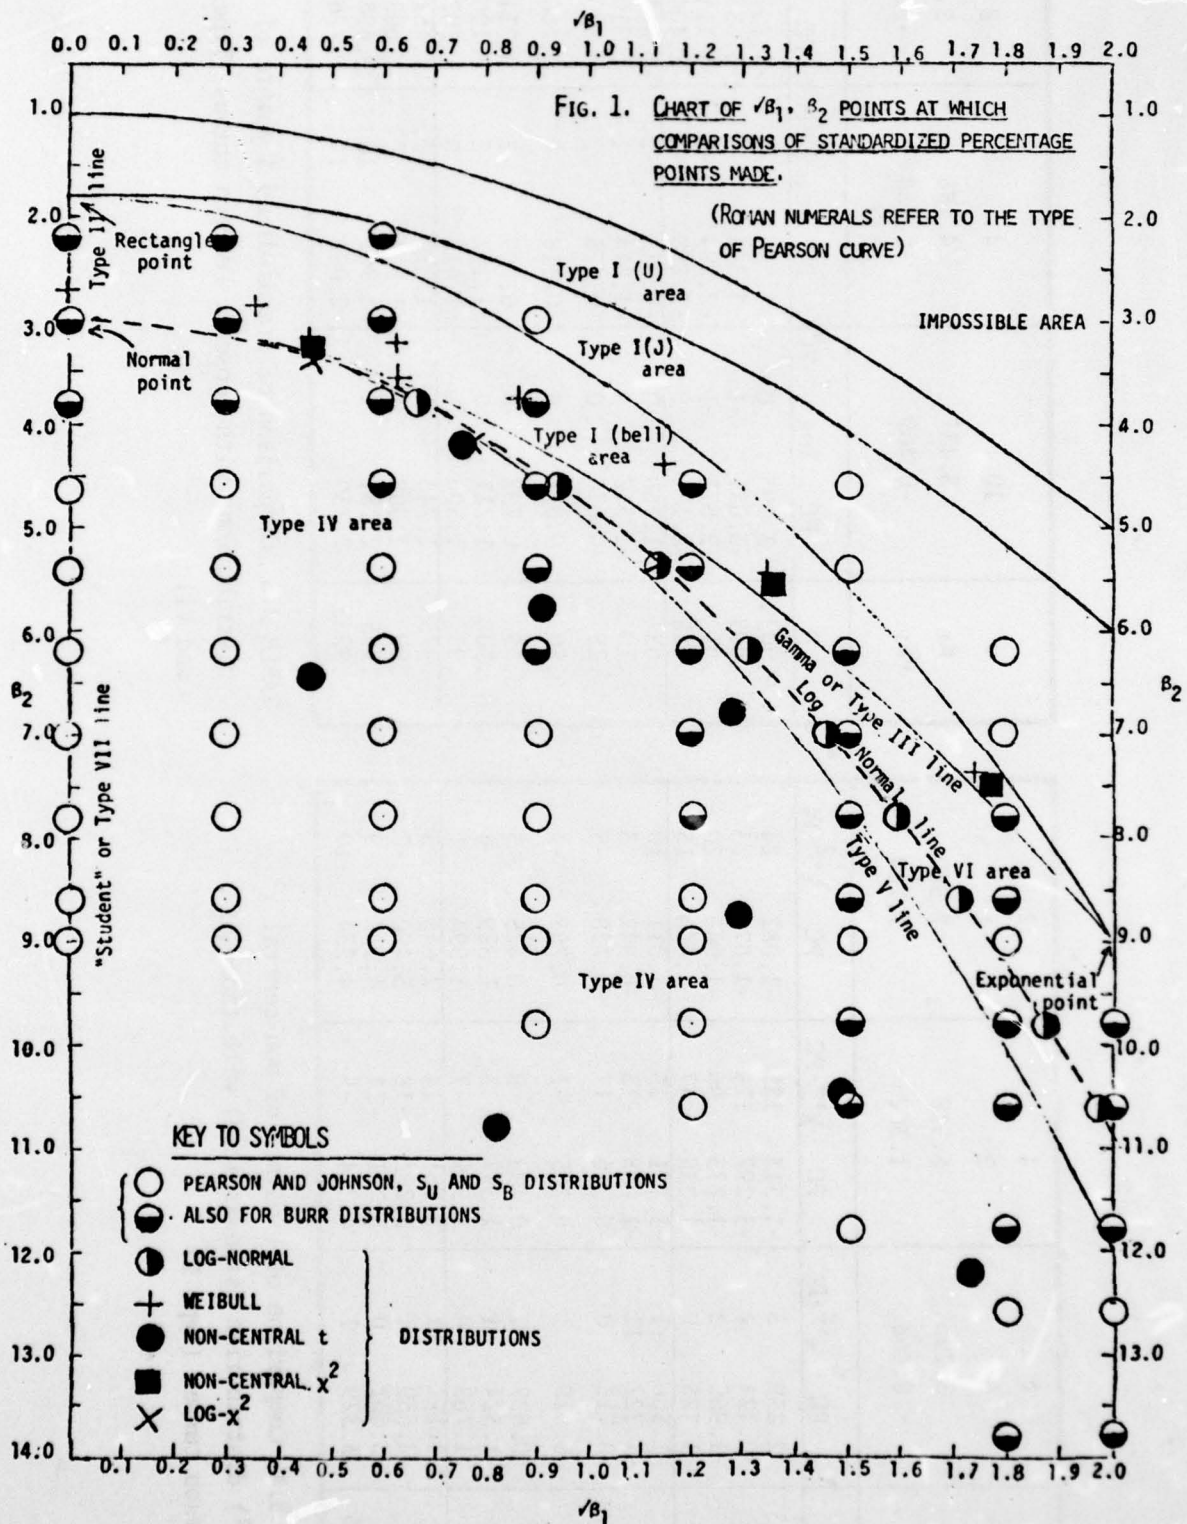 √β₁
0.0 0.1 0.2 0.3 0.4 0.5 0.6 0.7 0.8 0.9 1.0 1.1 1.2 1.3 1.4 1.5 1.6 1.7 1.8 1.9 2.0
FIG. 1. CHART OF √β₁, β₂ POINTS AT WHICH
COMPARISONS OF STANDARDIZED PERCENTAGE
POINTS MADE.
(ROMAN NUMERALS REFER TO THE TYPE
OF PEARSON CURVE)
1.0 1.0
2.0 2.0
3.0 3.0
4.0 4.0
5.0 5.0
6.0 6.0
β₂ β₂
7.0 7.0
8.0 8.0
9.0 9.0
10.0 10.0
11.0 11.0
12.0 12.0
13.0 13.0
14.0
Type II line
Rectangle
point
Type I (U)
area
IMPOSSIBLE AREA
Normal
point
Type I(J)
area
Type I (bell)
area
Type IV area
Gamma or Type III line
Log Normal line
"Student" or Type VII line
Type V line
Type VI area
Type IV area
Exponential
point
KEY TO SYMBOLS
PEARSON AND JOHNSON, S_U AND S_B DISTRIBUTIONS
ALSO FOR BURR DISTRIBUTIONS
LOG-NORMAL
WEIBULL
NON-CENTRAL t
DISTRIBUTIONS
NON-CENTRAL χ²
LOG-χ²
0.1 0.2 0.3 0.4 0.5 0.6 0.7 0.8 0.9 1.0 1.1 1.2 1.3 1.4 1.5 1.6 1.7 1.8 1.9 2.0
√β₁